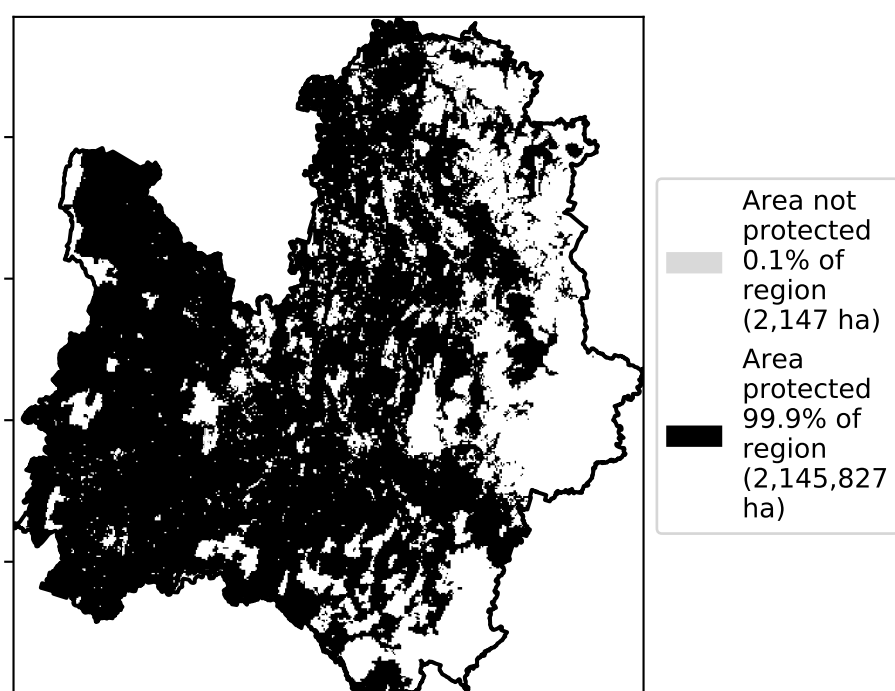 Area not
protected
0.1% of
region
(2,147 ha)
Area
protected
99.9% of
region
(2,145,827
ha)